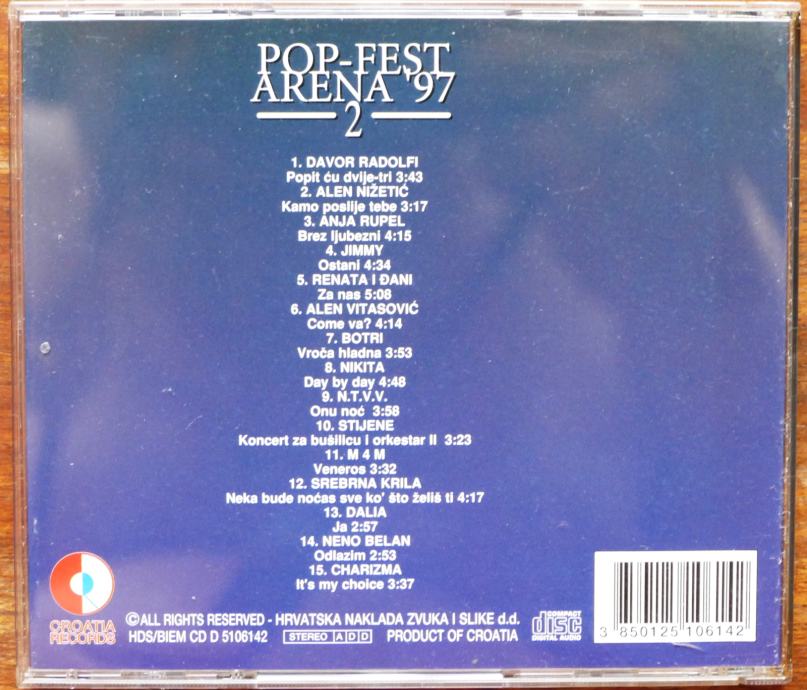 POP-FEST
ARENA '97
2
1. DAVOR RADOLFI
Popit ću dvije-tri 3:43
2. ALEN NIŽETIĆ
Kamo poslije tebe 3:17
3. ANJA RUPEL
Brez ljubezni 4:15
4. JIMMY
Ostani 4:34
5. RENATA I ĐANI
Za nas 5:08
6. ALEN VITASOVIĆ
Come va? 4:14
7. BOTRI
Vroča hladna 3:53
8. NIKITA
Day by day 4:48
9. N.T.V.V.
Onu noć 3:58
10. STIJENE
Koncert za bušilicu i orkestar II 3:23
11. M 4 M
Veneros 3:32
12. SREBRNA KRILA
Neka bude noćas sve ko' što želiš ti 4:17
13. DALIA
Ja 2:57
14. NENO BELAN
Odlazim 2:53
15. CHARIZMA
It's my choice 3:37
CROATIA
RECORDS
©ALL RIGHTS RESERVED - HRVATSKA NAKLADA ZVUKA I SLIKE d.d.
HDS/BIEM CD D 5106142 STEREO ADD PRODUCT OF CROATIA
COMPACT
disc
DIGITAL AUDIO
3 850125 106142